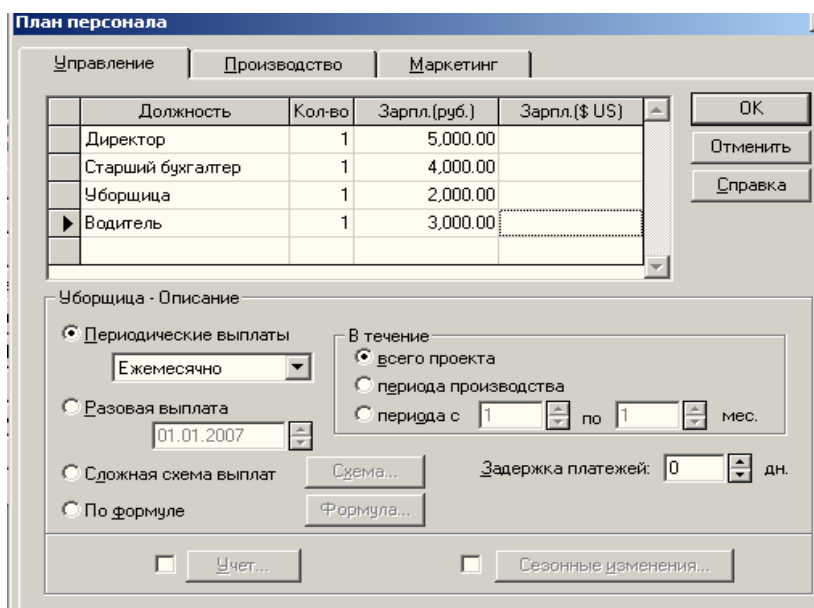 План персонала
Управление Производство Маркетинг
Должность Кол-во Зарпл.(руб.) Зарпл.($ US)
Директор 1 5,000.00
Старший бухгалтер 1 4,000.00
Уборщица 1 2,000.00
Водитель 1 3,000.00
OK
Отменить
Справка
Уборщица - Описание
Периодические выплаты
Ежемесячно
Разовая выплата
01.01.2007
Сложная схема выплат Схема...
По формуле Формула...
В течение
всего проекта
периода производства
периода с 1 по 1 мес.
Задержка платежей: 0 дн.
Учет... Сезонные изменения...